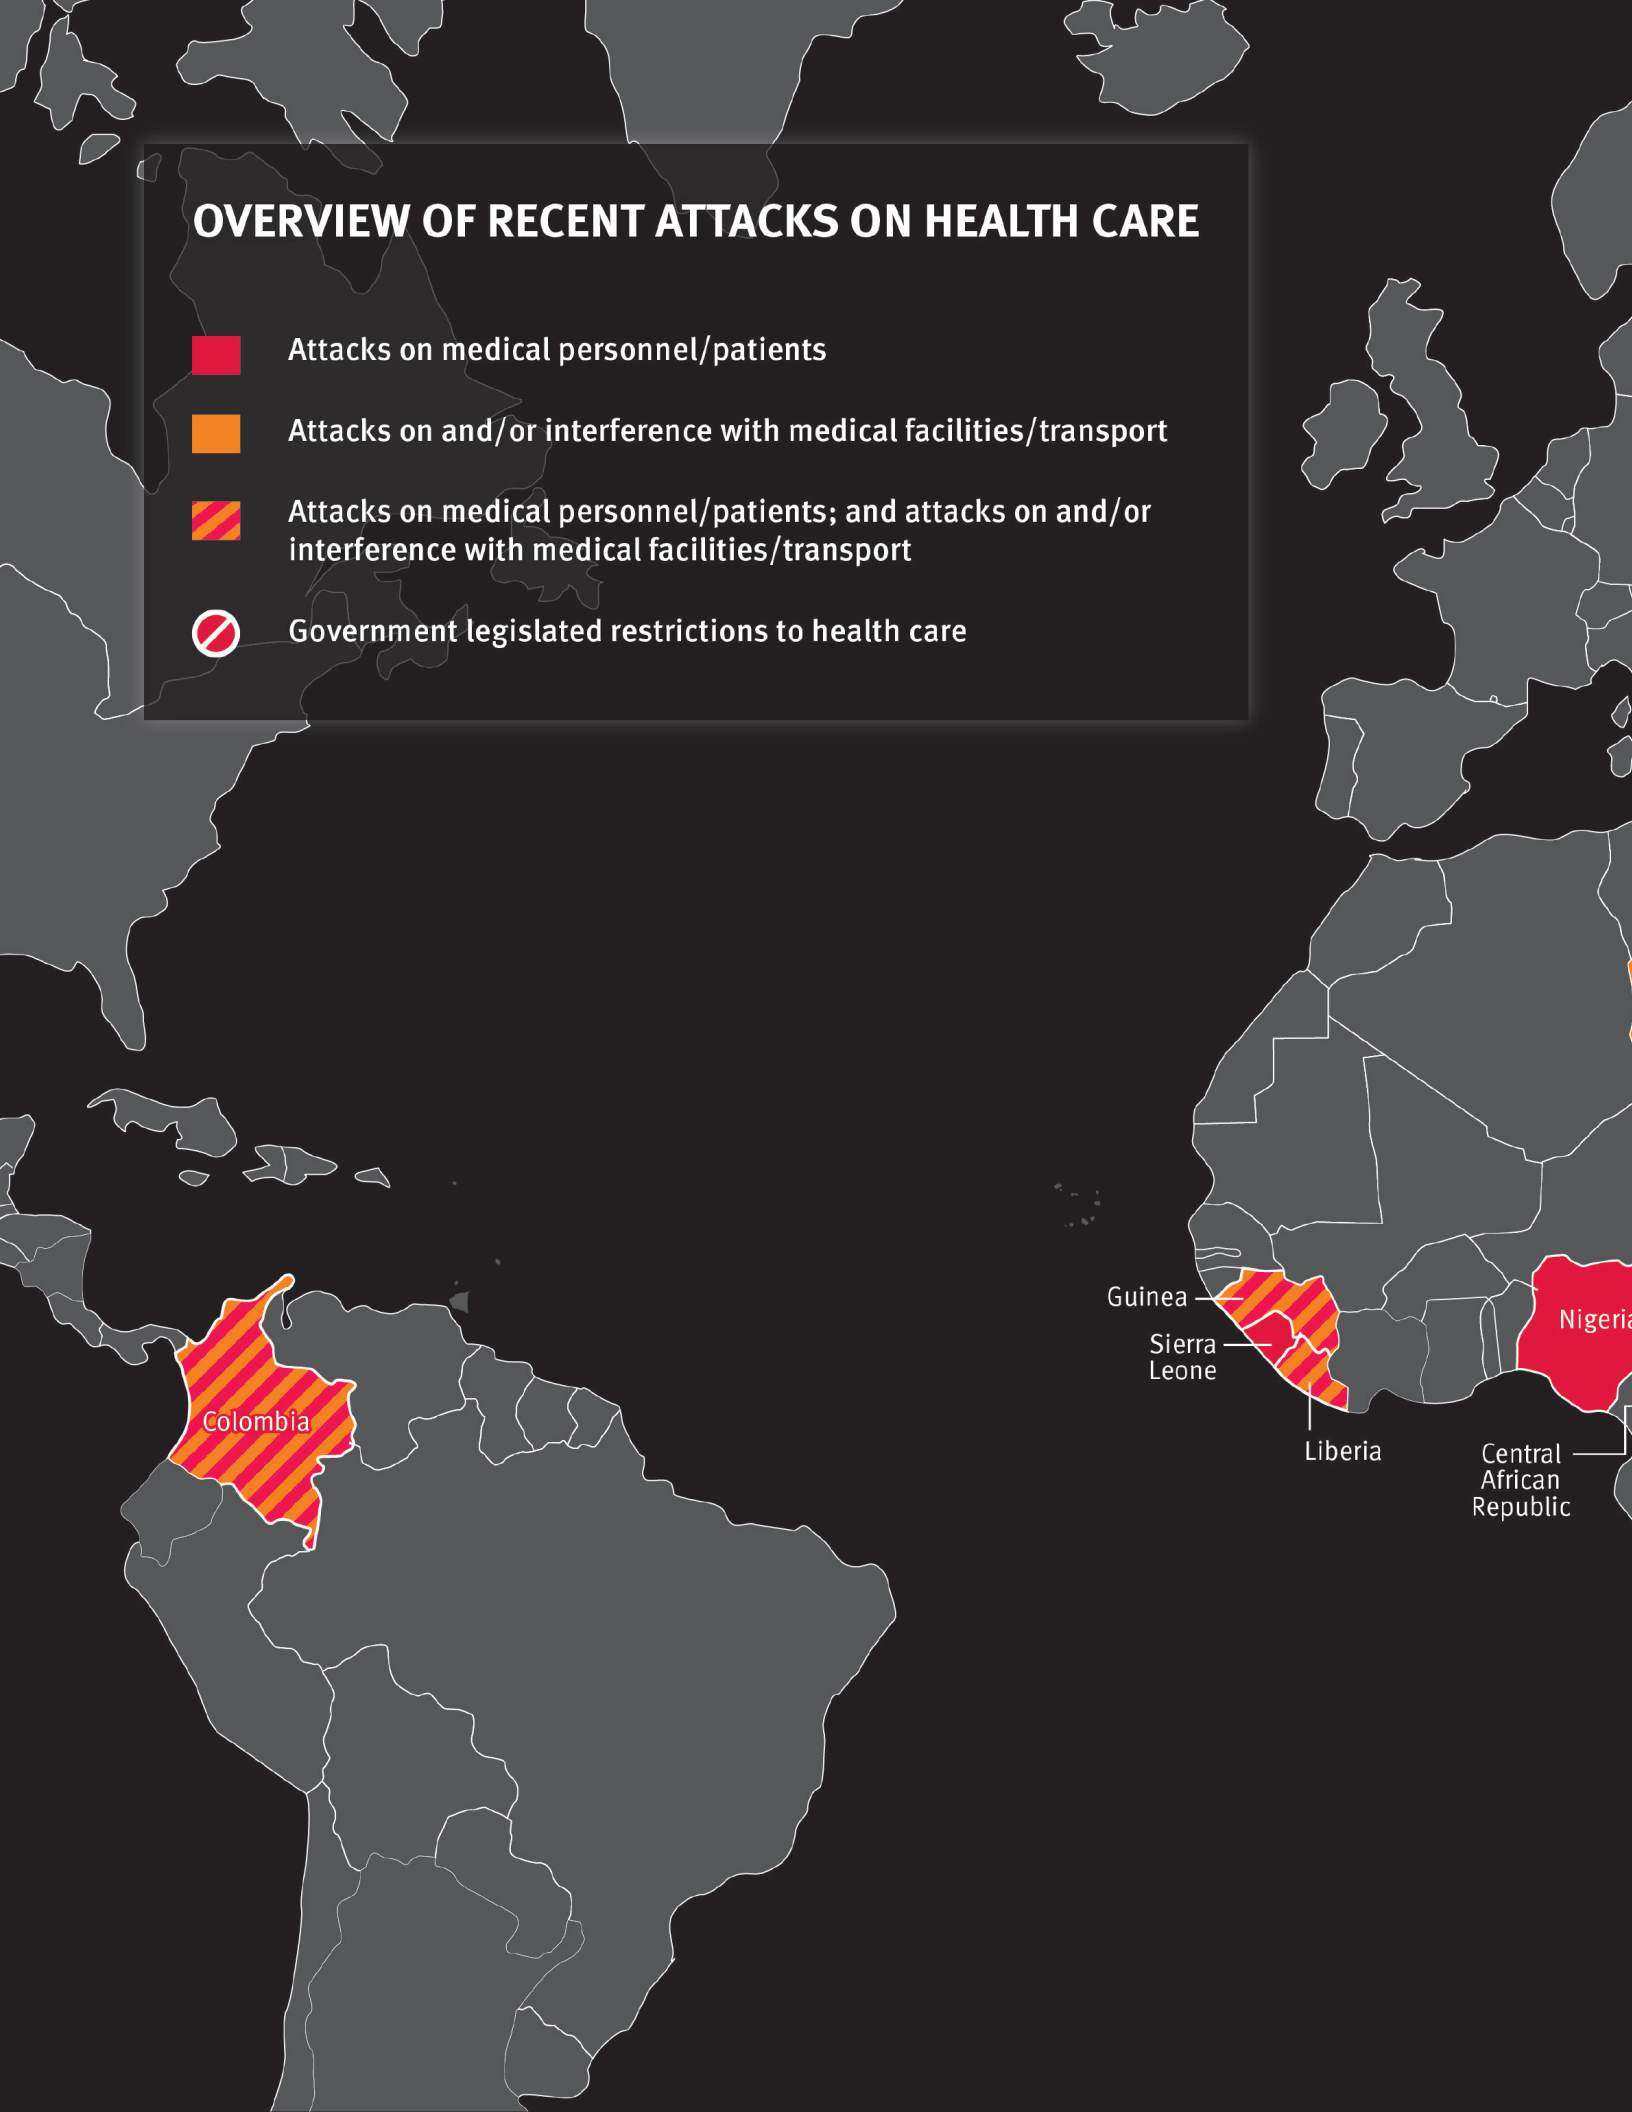 OVERVIEW OF RECENT ATTACKS ON HEALTH CARE
Attacks on medical personnel/patients
Attacks on and/or interference with medical facilities/transport
Attacks on medical personnel/patients; and attacks on and/or
interference with medical facilities/transport
Government legislated restrictions to health care
Guinea
Sierra
Leone
Nigeria
Colombia
Liberia
Central
African
Republic